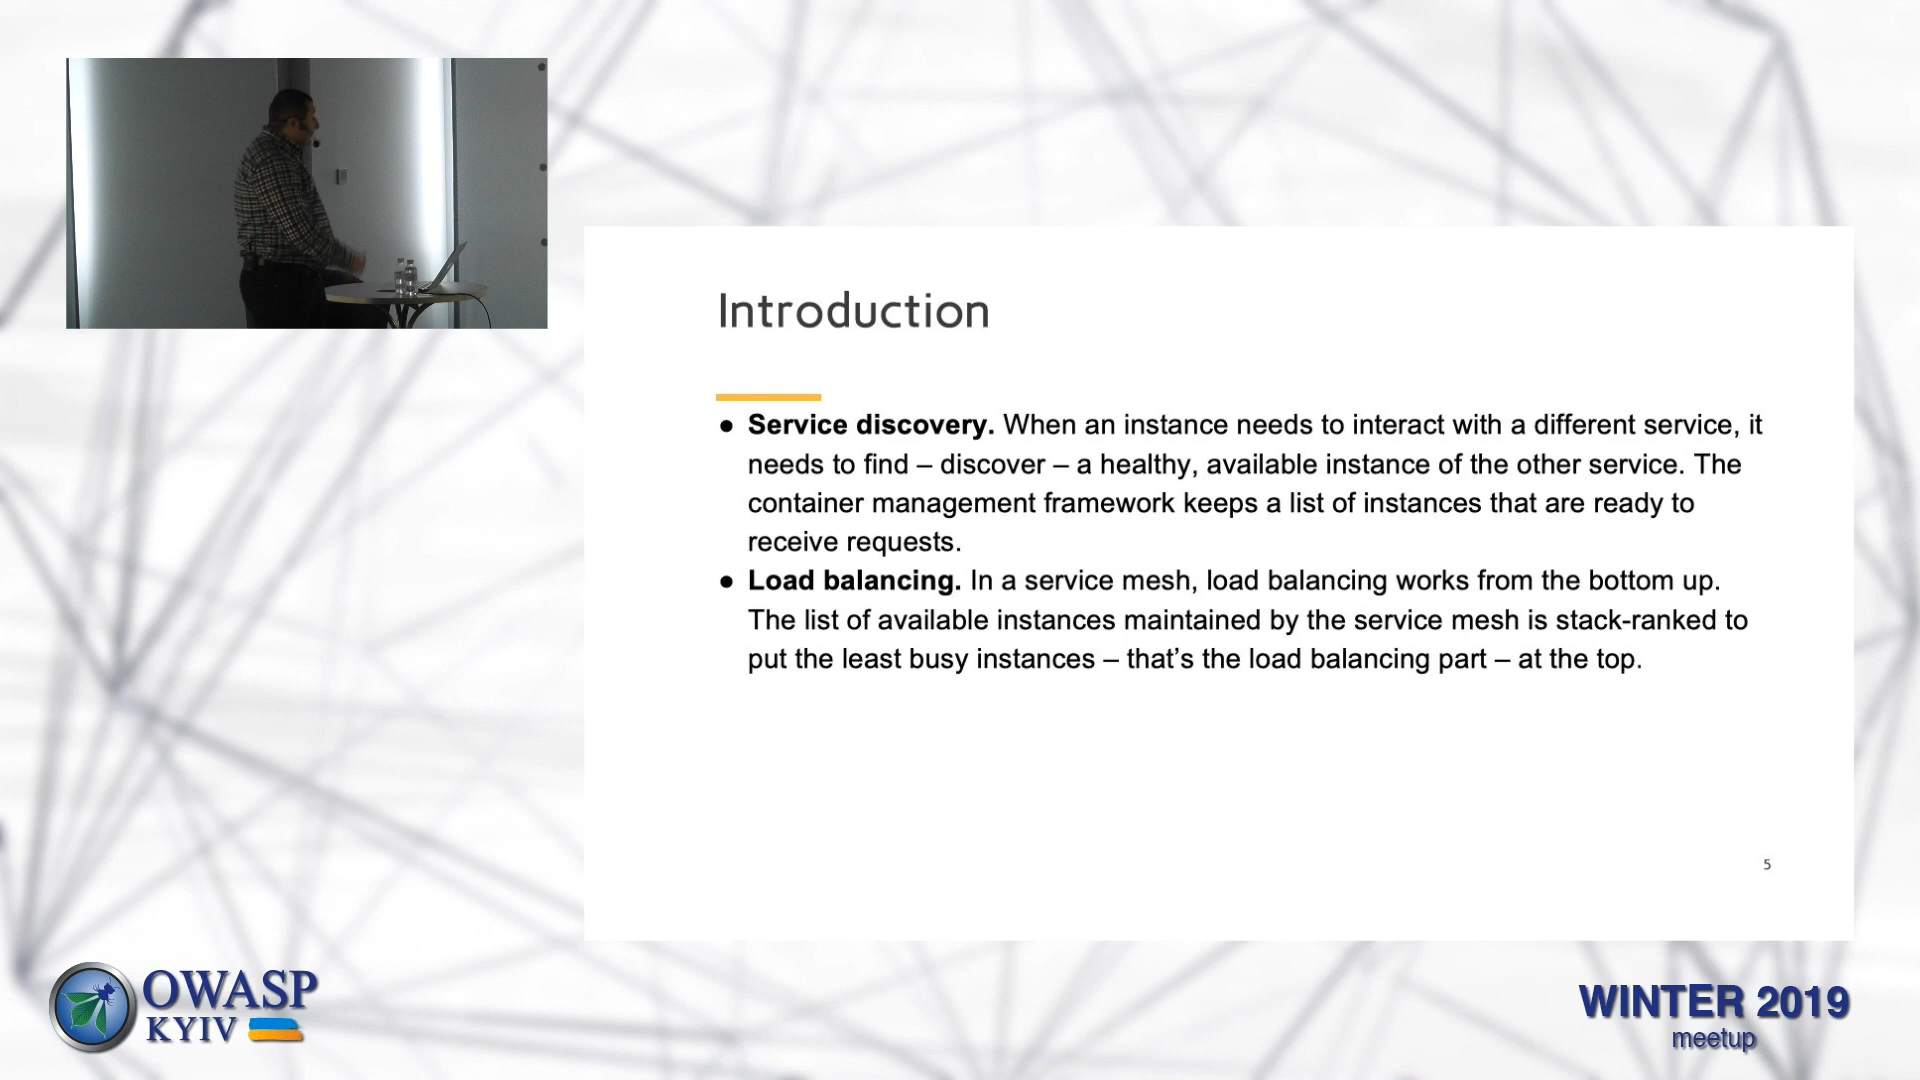 Introduction
● Service discovery. When an instance needs to interact with a different service, it
needs to find – discover – a healthy, available instance of the other service. The
container management framework keeps a list of instances that are ready to
receive requests.
● Load balancing. In a service mesh, load balancing works from the bottom up.
The list of available instances maintained by the service mesh is stack-ranked to
put the least busy instances – that’s the load balancing part – at the top.
5
OWASP
KYIV
WINTER 2019
meetup